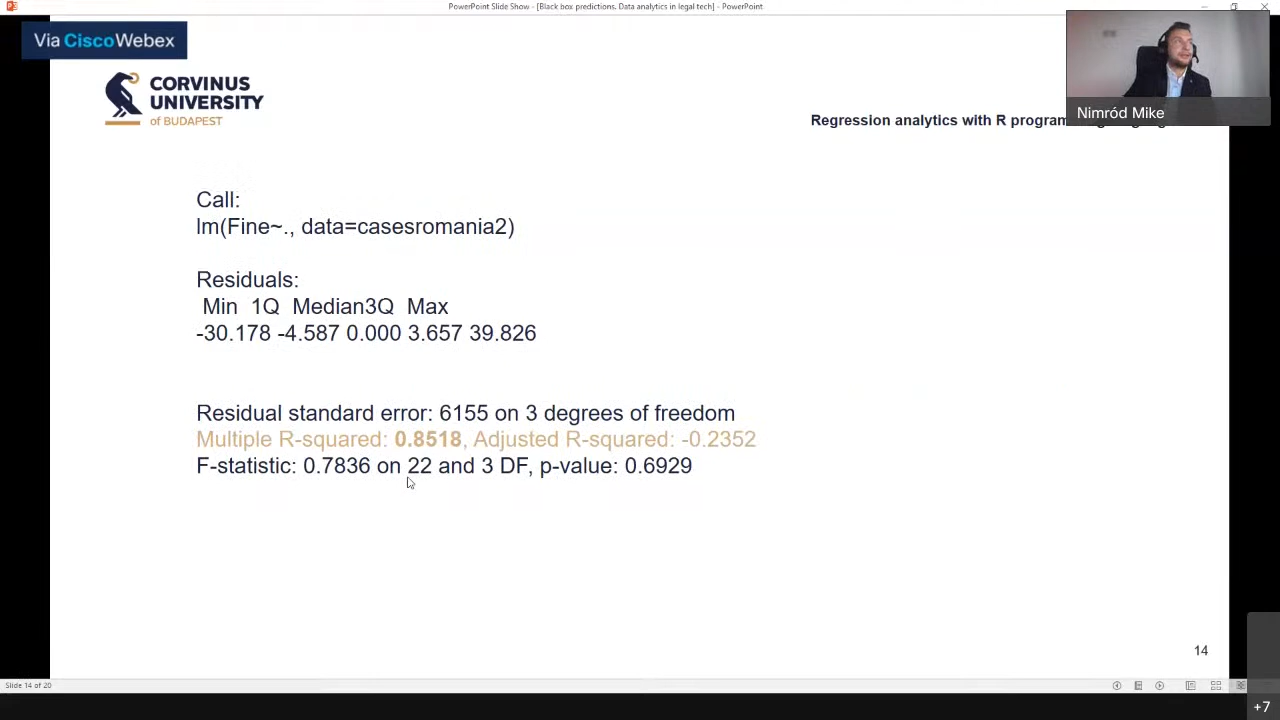 PowerPoint Slide Show - [Black box predictions. Data analytics in legal tech] - PowerPoint
Via Cisco Webex
CORVINUS
UNIVERSITY
of BUDAPEST
Nimród Mike
Regression analytics with R program
Call:
lm(Fine~., data=casesromania2)
Residuals:
Min 1Q Median3Q Max
-30.178 -4.587 0.000 3.657 39.826
Residual standard error: 6155 on 3 degrees of freedom
Multiple R-squared: 0.8518, Adjusted R-squared: -0.2352
F-statistic: 0.7836 on 22 and 3 DF, p-value: 0.6929
14
Slide 14 of 20
+7